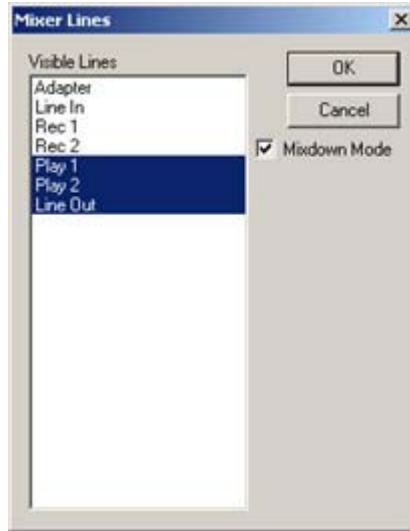 Mixer Lines
Visible Lines
Adapter
Line In
Rec 1
Rec 2
Play 1
Play 2
Line Out
OK
Cancel
Mixdown Mode